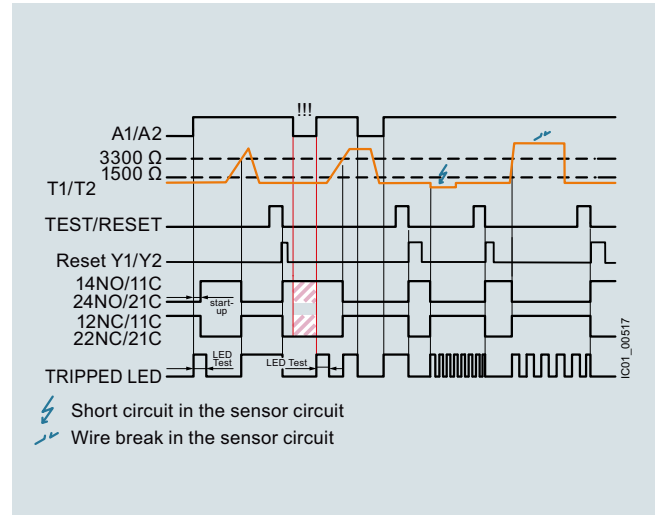 !!!
A1/A2
3300 Ω
1500 Ω
T1/T2
TEST/RESET
Reset Y1/Y2
14NO/11C
24NO/21C
start-
up
12NC/11C
22NC/21C
LED
Test
LED Test
TRIPPED LED
IC01_00517
Short circuit in the sensor circuit
Wire break in the sensor circuit